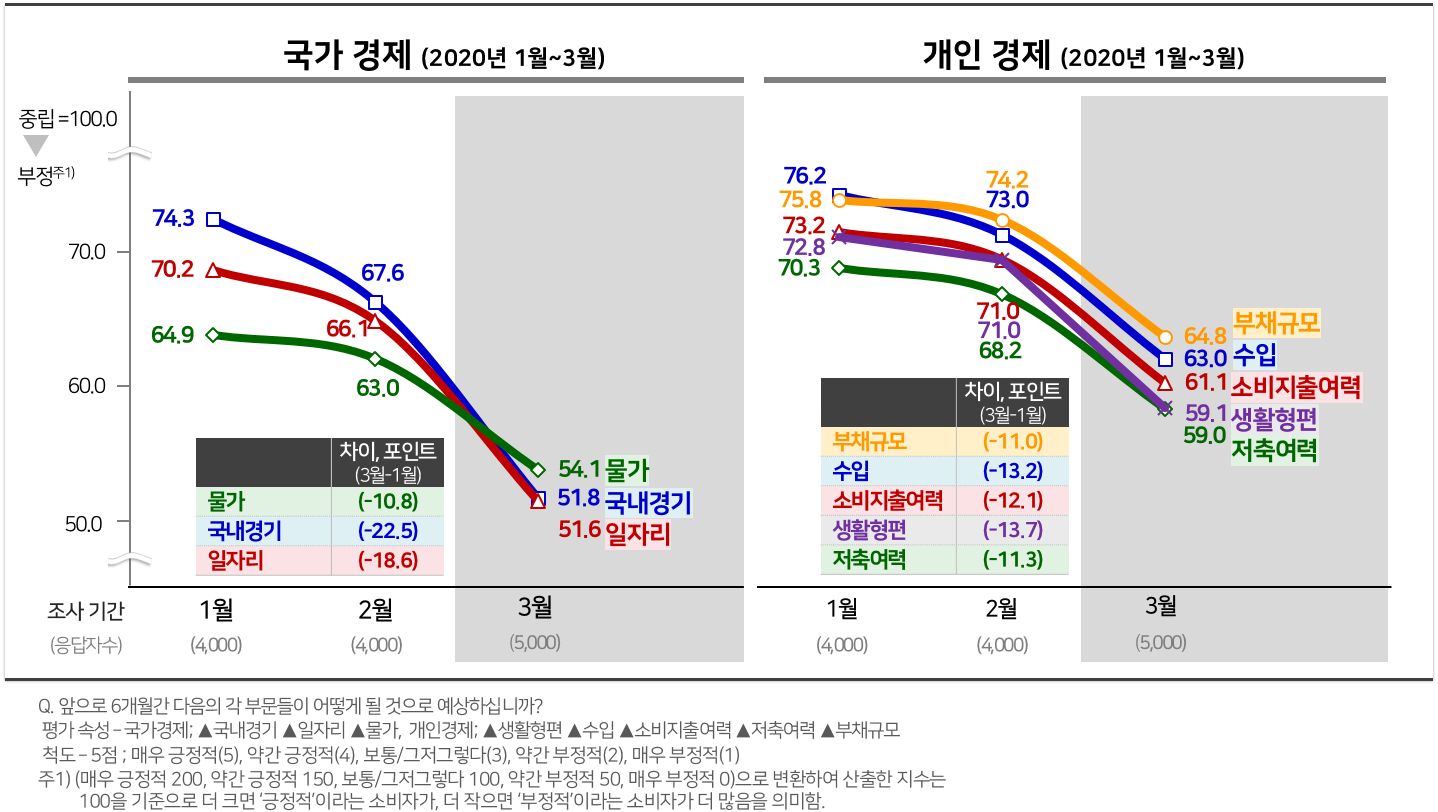 국가 경제 (2020년 1월~3월)
중립 =100.0
부정주1)
70.0
60.0
50.0
74.3
70.2
64.9
67.6
66.1
63.0
54.1 물가
51.8 국내경기
51.6 일자리
차이, 포인트
(3월-1월)
물가 (-10.8)
국내경기 (-22.5)
일자리 (-18.6)
조사 기간 1월 2월 3월
(응답자수) (4,000) (4,000) (5,000)
개인 경제 (2020년 1월~3월)
76.2
75.8
73.2
72.8
70.3
74.2
73.0
71.0
71.0
68.2
64.8 부채규모
63.0 수입
61.1 소비지출여력
59.1 생활형편
59.0 저축여력
차이, 포인트
(3월-1월)
부채규모 (-11.0)
수입 (-13.2)
소비지출여력 (-12.1)
생활형편 (-13.7)
저축여력 (-11.3)
1월 2월 3월
(4,000) (4,000) (5,000)
Q. 앞으로 6개월간 다음의 각 부문들이 어떻게 될 것으로 예상하십니까?
평가 속성 – 국가경제; ▲국내경기 ▲일자리 ▲물가, 개인경제; ▲생활형편 ▲수입 ▲소비지출여력 ▲저축여력 ▲부채규모
척도 – 5점 ; 매우 긍정적(5), 약간 긍정적(4), 보통/그저그렇다(3), 약간 부정적(2), 매우 부정적(1)
주1) (매우 긍정적 200, 약간 긍정적 150, 보통/그저그렇다 100, 약간 부정적 50, 매우 부정적 0)으로 변환하여 산출한 지수는
100을 기준으로 더 크면 ‘긍정적’이라는 소비자가, 더 작으면 ‘부정적’이라는 소비자가 더 많음을 의미함.